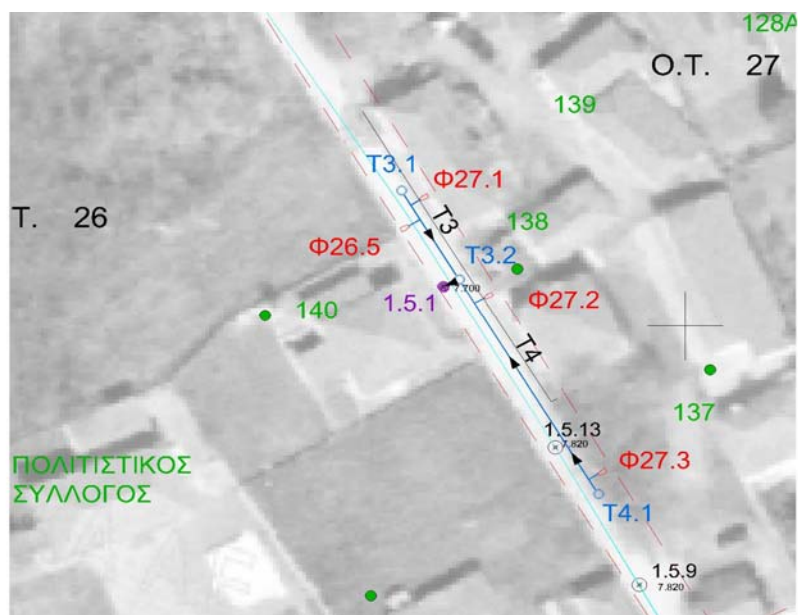 128A
Ο.Τ. 27
139
Τ3.1
Φ27.1
Τ. 26
Τ3
138
Φ26.5
Τ3.2
7.700
1.5.1
Φ27.2
140
Τ4
137
1.5.13
7.820
Φ27.3
ΠΟΛΙΤΙΣΤΙΚΟΣ
ΣΥΛΛΟΓΟΣ
Τ4.1
1.5.9
7.820